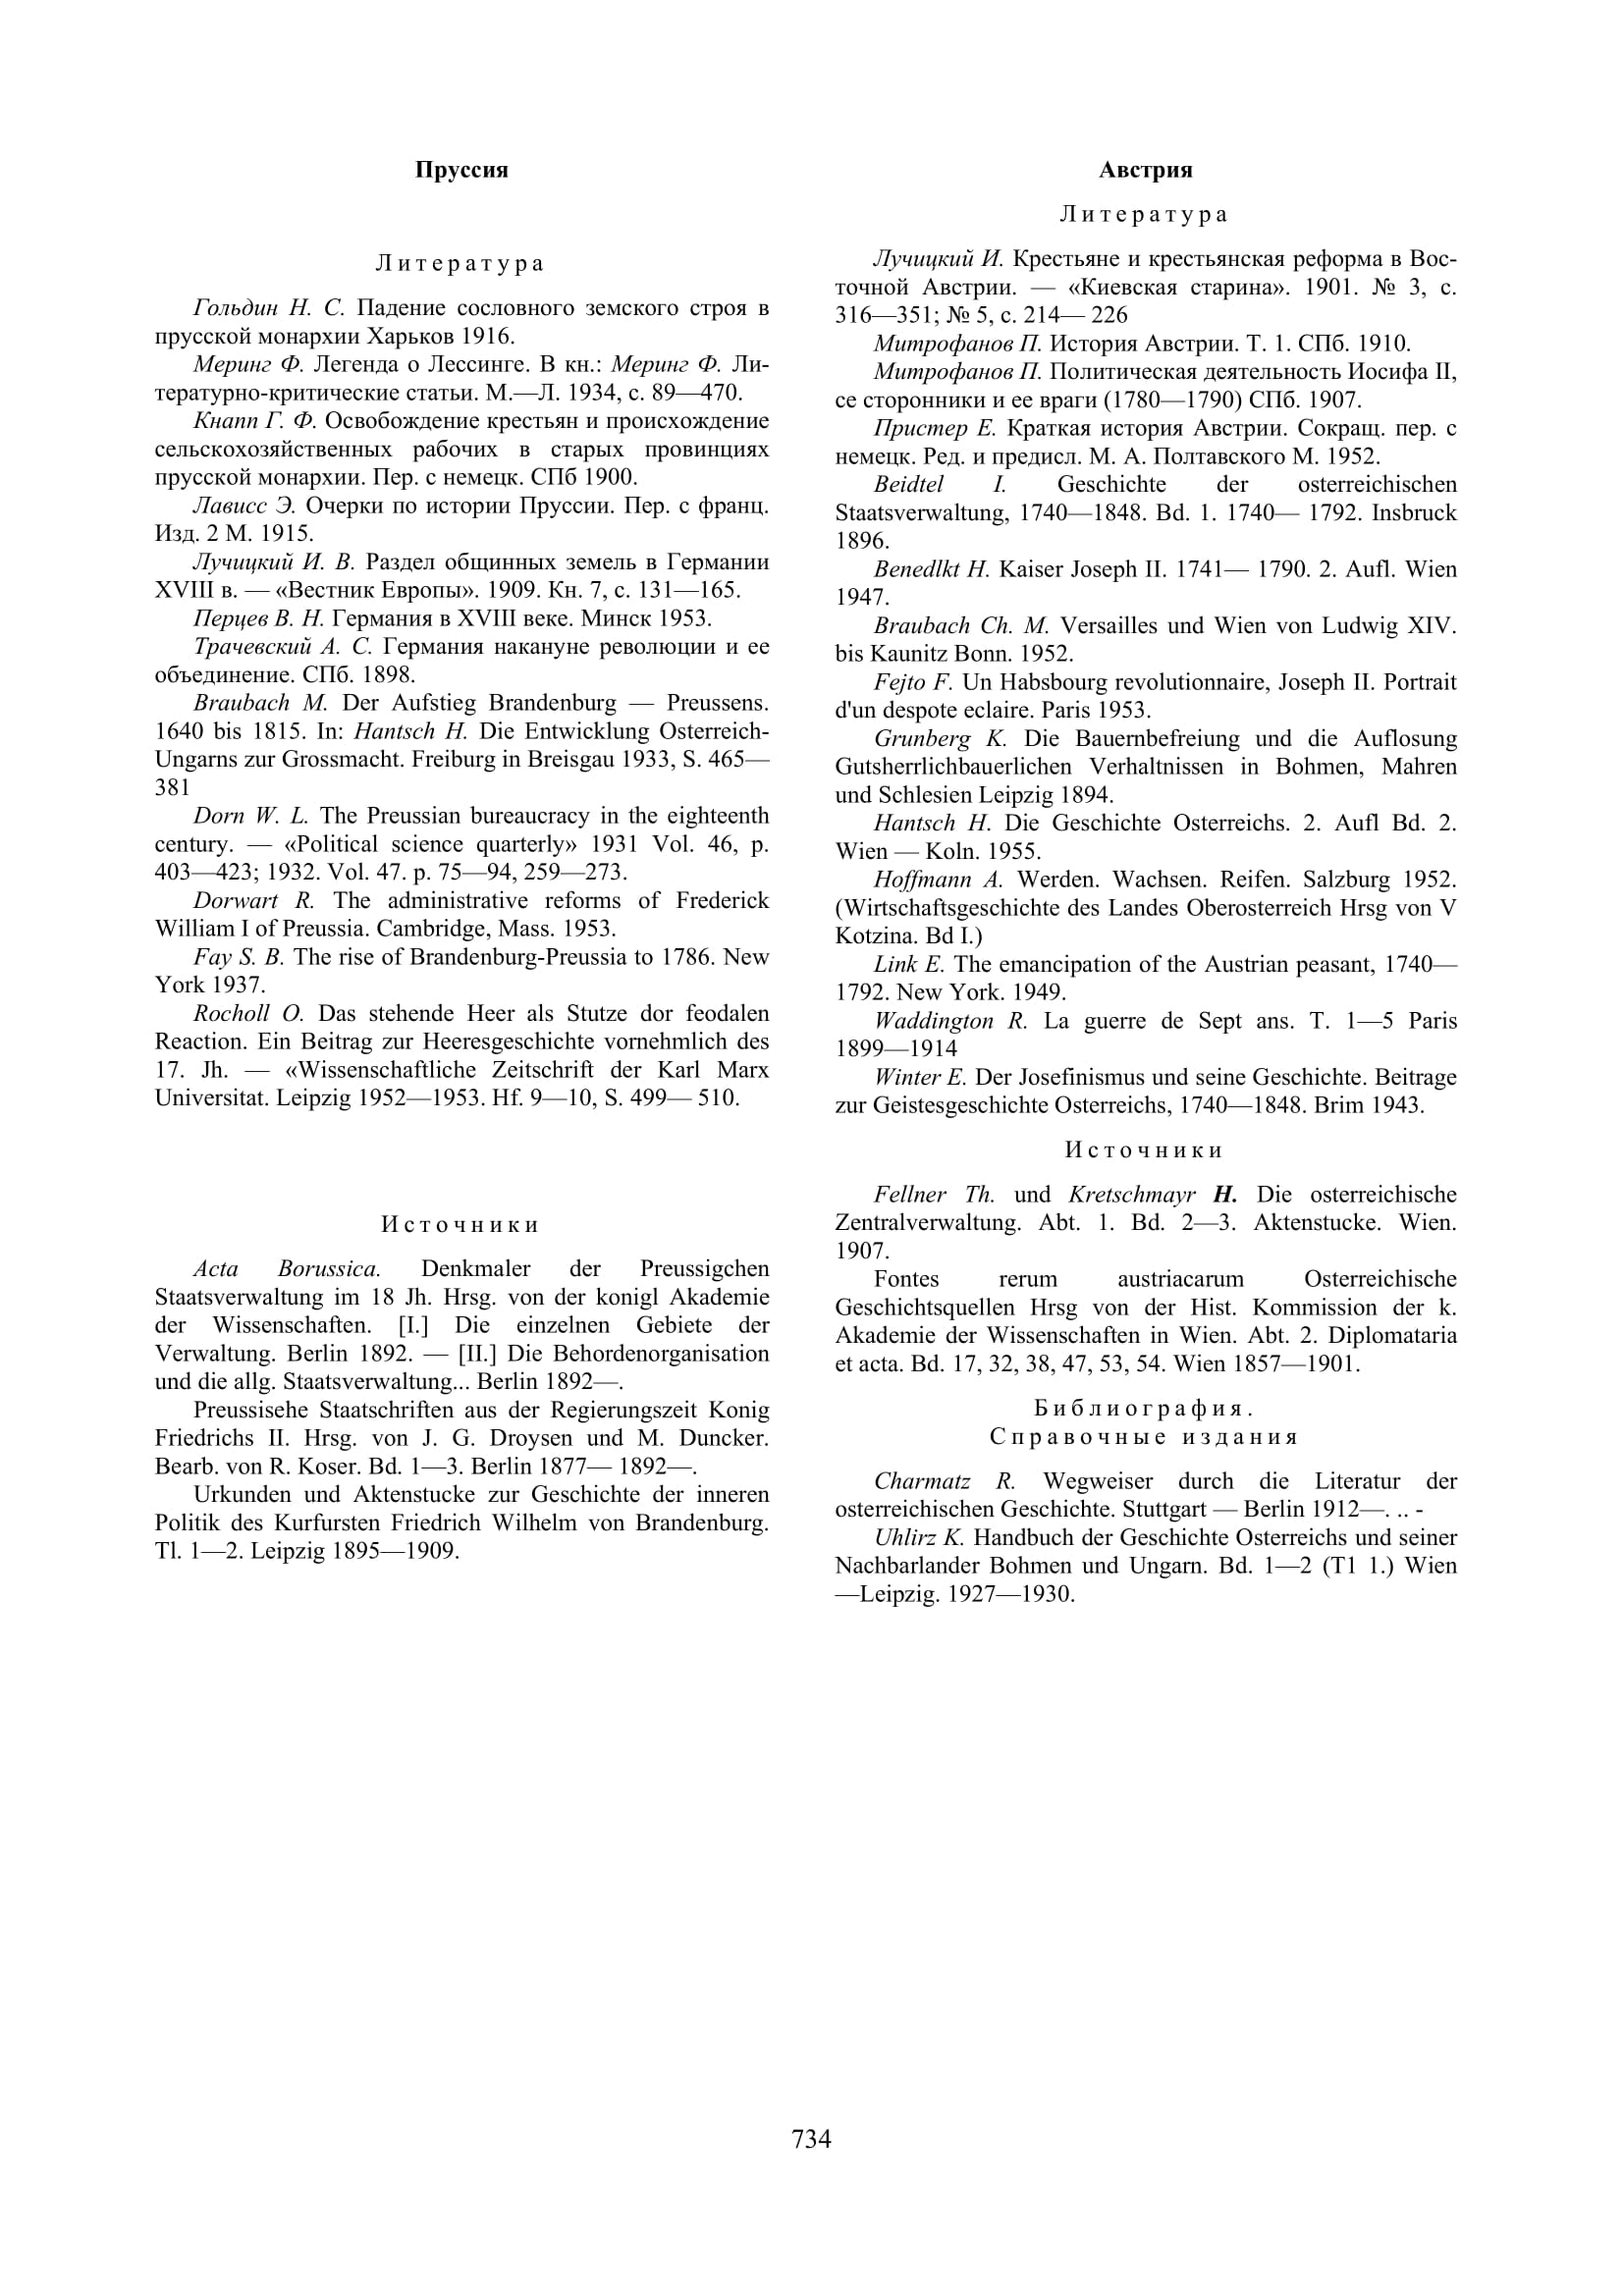 Пруссия
Литература
Гольдин Н. С. Падение сословного земского строя в
прусской монархии Харьков 1916.
Меринг Ф. Легенда о Лессинге. В кн.: Меринг Ф. Ли-
тературно-критические статьи. М.—Л. 1934, с. 89—470.
Кнапп Г. Ф. Освобождение крестьян и происхождение
сельскохозяйственных рабочих в старых провинциях
прусской монархии. Пер. с немецк. СПб 1900.
Лависс Э. Очерки по истории Пруссии. Пер. с франц.
Изд. 2 М. 1915.
Лучицкий И. В. Раздел общинных земель в Германии
XVIII в. — «Вестник Европы». 1909. Кн. 7, с. 131—165.
Перцев В. Н. Германия в XVIII веке. Минск 1953.
Трачевский А. С. Германия накануне революции и ее
объединение. СПб. 1898.
Braubach M. Der Aufstieg Brandenburg — Preussens.
1640 bis 1815. In: Hantsch H. Die Entwicklung Osterreich-
Ungarns zur Grossmacht. Freiburg in Breisgau 1933, S. 465—
381
Dorn W. L. The Preussian bureaucracy in the eighteenth
century. — «Political science quarterly» 1931 Vol. 46, p.
403—423; 1932. Vol. 47. p. 75—94, 259—273.
Dorwart R. The administrative reforms of Frederick
William I of Preussia. Cambridge, Mass. 1953.
Fay S. B. The rise of Brandenburg-Preussia to 1786. New
York 1937.
Rocholl O. Das stehende Heer als Stutze dor feodalen
Reaction. Ein Beitrag zur Heeresgeschichte vornehmlich des
17. Jh. — «Wissenschaftliche Zeitschrift der Karl Marx
Universitat. Leipzig 1952—1953. Hf. 9—10, S. 499— 510.
Источники
Acta Borussica. Denkmaler der Preussigchen
Staatsverwaltung im 18 Jh. Hrsg. von der konigl Akademie
der Wissenschaften. [I.] Die einzelnen Gebiete der
Verwaltung. Berlin 1892. — [II.] Die Behordenorganisation
und die allg. Staatsverwaltung... Berlin 1892—.
Preussisehe Staatschriften aus der Regierungszeit Konig
Friedrichs II. Hrsg. von J. G. Droysen und M. Duncker.
Bearb. von R. Koser. Bd. 1—3. Berlin 1877— 1892—.
Urkunden und Aktenstucke zur Geschichte der inneren
Politik des Kurfursten Friedrich Wilhelm von Brandenburg.
Tl. 1—2. Leipzig 1895—1909.
Австрия
Литература
Лучицкий И. Крестьяне и крестьянская реформа в Вос-
точной Австрии. — «Киевская старина». 1901. № 3, с.
316—351; № 5, с. 214— 226
Митрофанов П. История Австрии. Т. 1. СПб. 1910.
Митрофанов П. Политическая деятельность Иосифа II,
се сторонники и ее враги (1780—1790) СПб. 1907.
Пристер Е. Краткая история Австрии. Сокращ. пер. с
немецк. Ред. и предисл. М. А. Полтавского М. 1952.
Beidtel I. Geschichte der osterreichischen
Staatsverwaltung, 1740—1848. Bd. 1. 1740— 1792. Insbruck
1896.
Benedlkt H. Kaiser Joseph II. 1741— 1790. 2. Aufl. Wien
1947.
Braubach Ch. M. Versailles und Wien von Ludwig XIV.
bis Kaunitz Bonn. 1952.
Fejto F. Un Habsbourg revolutionnaire, Joseph II. Portrait
d'un despote eclaire. Paris 1953.
Grunberg K. Die Bauernbefreiung und die Auflosung
Gutsherrlichbauerlichen Verhaltnissen in Bohmen, Mahren
und Schlesien Leipzig 1894.
Hantsch H. Die Geschichte Osterreichs. 2. Aufl Bd. 2.
Wien — Koln. 1955.
Hoffmann A. Werden. Wachsen. Reifen. Salzburg 1952.
(Wirtschaftsgeschichte des Landes Oberosterreich Hrsg von V
Kotzina. Bd I.)
Link E. The emancipation of the Austrian peasant, 1740—
1792. New York. 1949.
Waddington R. La guerre de Sept ans. T. 1—5 Paris
1899—1914
Winter E. Der Josefinismus und seine Geschichte. Beitrage
zur Geistesgeschichte Osterreichs, 1740—1848. Brim 1943.
Источники
Fellner Th. und Kretschmayr H. Die osterreichische
Zentralverwaltung. Abt. 1. Bd. 2—3. Aktenstucke. Wien.
1907.
Fontes rerum austriacarum Osterreichische
Geschichtsquellen Hrsg von der Hist. Kommission der k.
Akademie der Wissenschaften in Wien. Abt. 2. Diplomataria
et acta. Bd. 17, 32, 38, 47, 53, 54. Wien 1857—1901.
Библиография.
Справочные издания
Charmatz R. Wegweiser durch die Literatur der
osterreichischen Geschichte. Stuttgart — Berlin 1912—. .. -
Uhlirz K. Handbuch der Geschichte Osterreichs und seiner
Nachbarlander Bohmen und Ungarn. Bd. 1—2 (T1 1.) Wien
—Leipzig. 1927—1930.
734